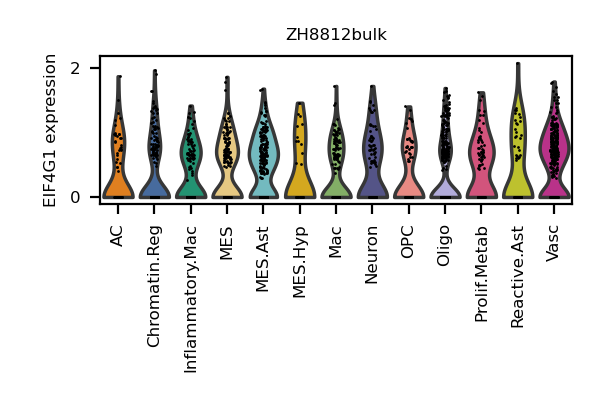 ZH8812bulk
EIF4G1 expression
2
0
AC
Chromatin.Reg
Inflammatory.Mac
MES
MES.Ast
MES.Hyp
Mac
Neuron
OPC
Oligo
Prolif.Metab
Reactive.Ast
Vasc